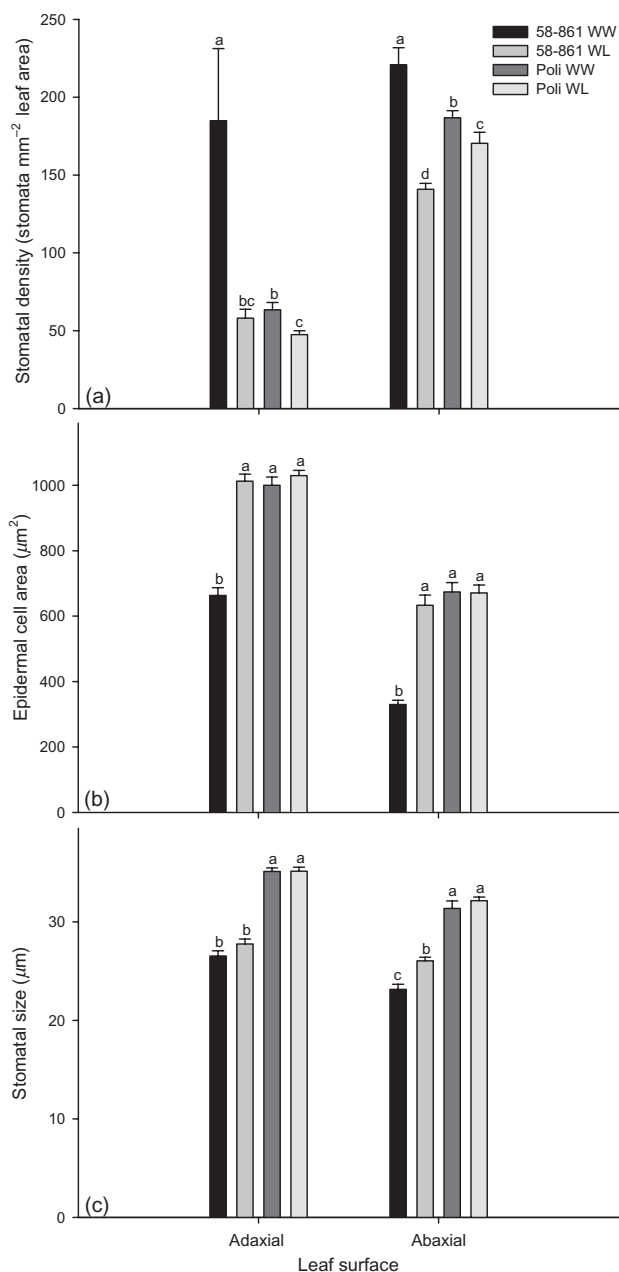 250
200
150
100
50
0
Stomatal density (stomata mm⁻² leaf area)
58-861 WW
58-861 WL
Poli WW
Poli WL
a
bc
b
c
a
d
b
c
(a)
1000
800
600
400
200
0
Epidermal cell area (μm²)
b
a
a
a
b
a
a
a
(b)
30
20
10
0
Stomatal size (μm)
b
b
a
a
c
b
a
a
(c)
Adaxial Abaxial
Leaf surface